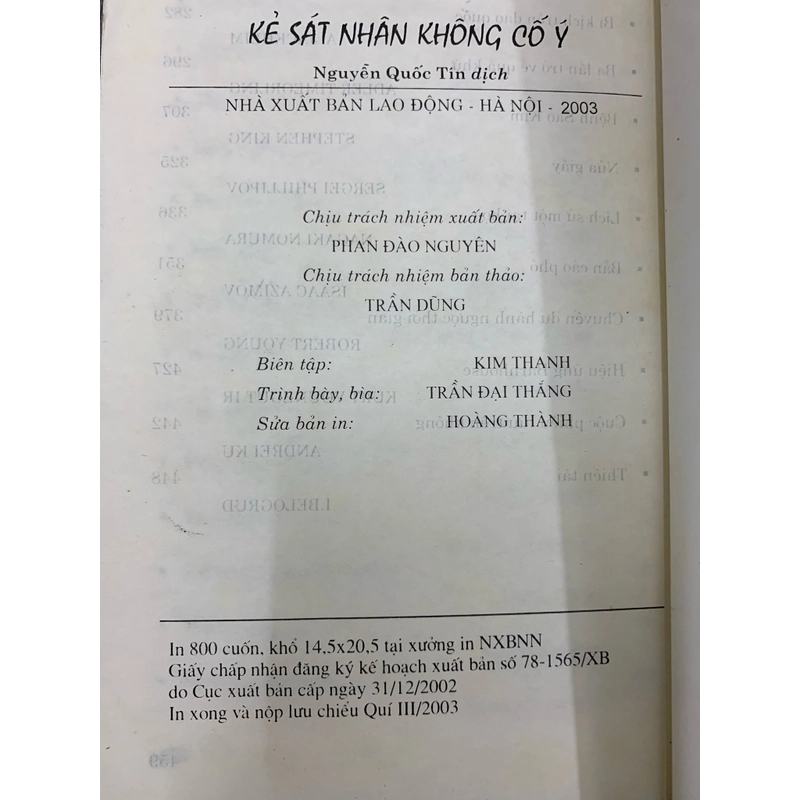 KẺ SÁT NHÂN KHÔNG CỐ Ý
Nguyễn Quốc Tín dịch
NHÀ XUẤT BẢN LAO ĐỘNG - HÀ NỘI - 2003
Chịu trách nhiệm xuất bản:
PHAN ĐÀO NGUYÊN
Chịu trách nhiệm bản thảo:
TRẦN DŨNG
Biên tập: KIM THANH
Trình bày, bìa: TRẦN ĐẠI THẮNG
Sửa bản in: HOÀNG THÀNH
In 800 cuốn, khổ 14,5x20,5 tại xưởng in NXBNN
Giấy chấp nhận đăng ký kế hoạch xuất bản số 78-1565/XB
do Cục xuất bản cấp ngày 31/12/2002
In xong và nộp lưu chiểu Quí III/2003